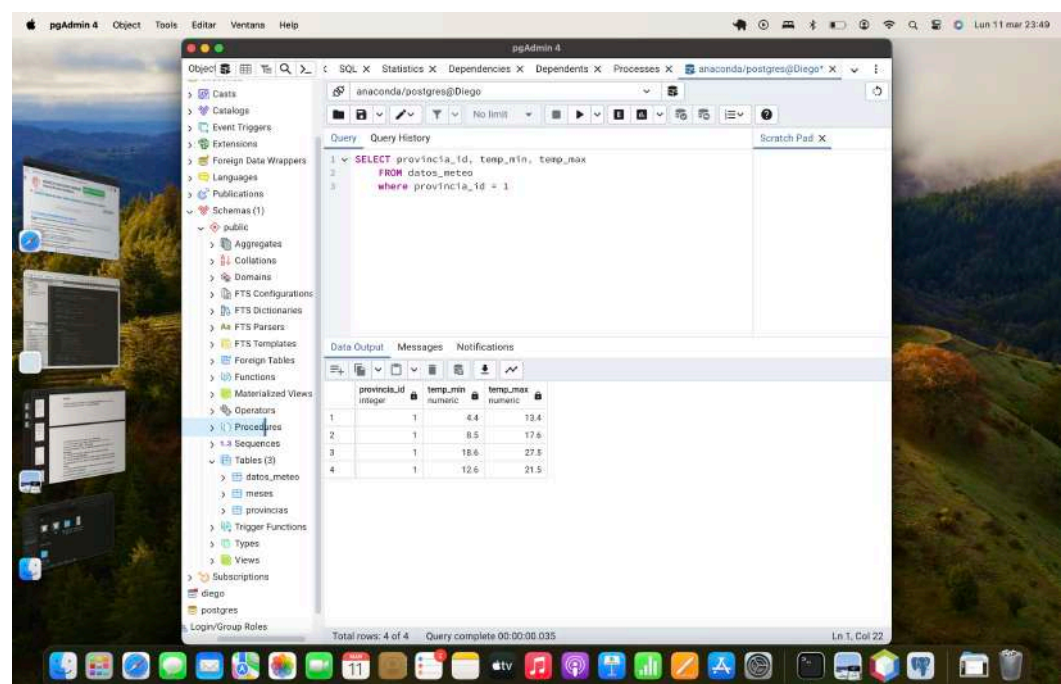 pgAdmin 4 Object Tools Editar Ventana Help Lun 11 mar 23:49
pgAdmin 4
Object SQL X Statistics X Dependencies X Dependents X Processes X anaconda/postgres@Diego* X
anaconda/postgres@Diego
No limit
Query Query History Scratch Pad X
1 SELECT provincia_id, temp_min, temp_max
2 FROM datos_meteo
3 where provincia_id = 1
Casts
Catalogs
Event Triggers
Extensions
Foreign Data Wrappers
Languages
Publications
Schemas (1)
public
Aggregates
Collations
Domains
FTS Configurations
FTS Dictionaries
FTS Parsers
FTS Templates
Foreign Tables
Functions
Materialized Views
Operators
Procedures
1..3 Sequences
Tables (3)
datos_meteo
meses
provincias
Trigger Functions
Types
Views
Subscriptions
diego
postgres
Login/Group Roles
Data Output Messages Notifications
provincia_id integer temp_min numeric temp_max numeric
1 1 4.4 13.4
2 1 8.5 17.6
3 1 18.6 27.5
4 1 12.6 21.5
Total rows: 4 of 4 Query complete 00:00:00.035 Ln 1, Col 22
11
tv